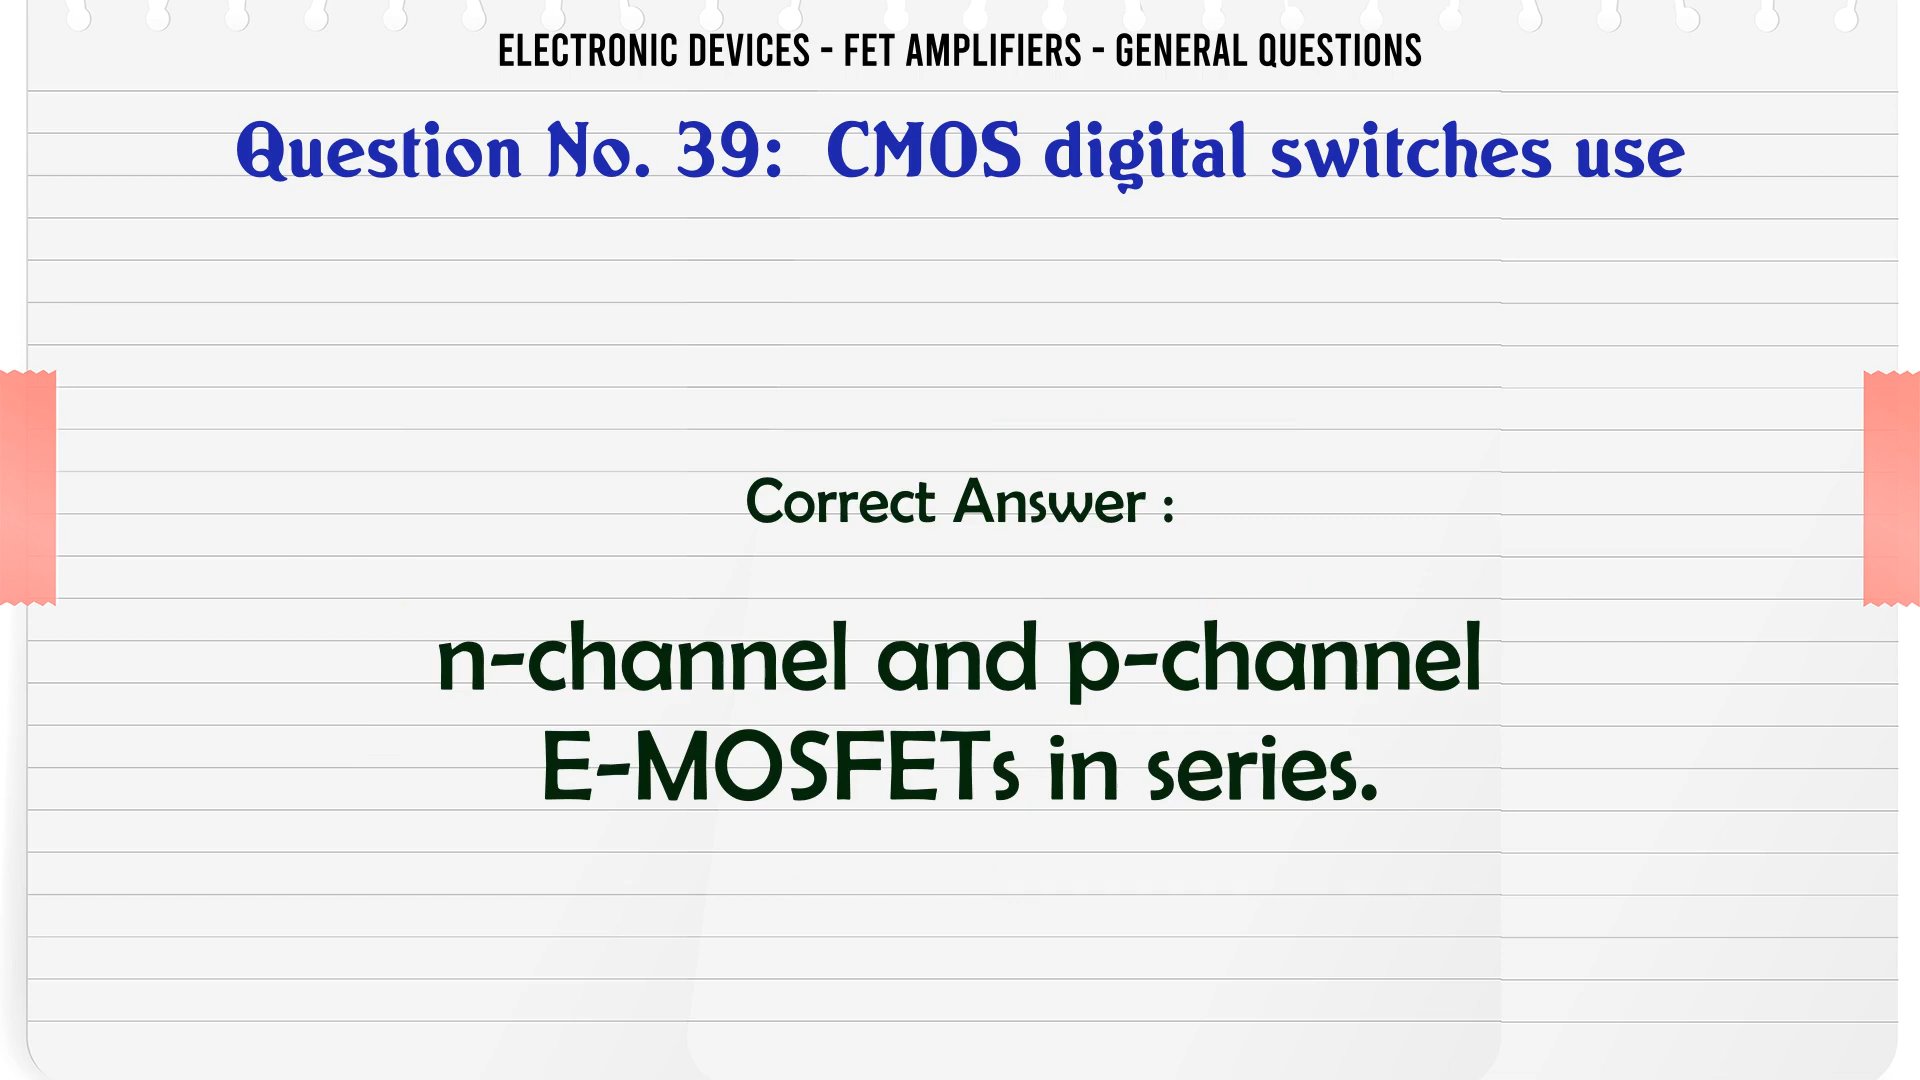 ELECTRONIC DEVICES - FET AMPLIFIERS - GENERAL QUESTIONS
Question No. 39: CMOS digital switches use
Correct Answer :
n-channel and p-channel
E-MOSFETs in series.